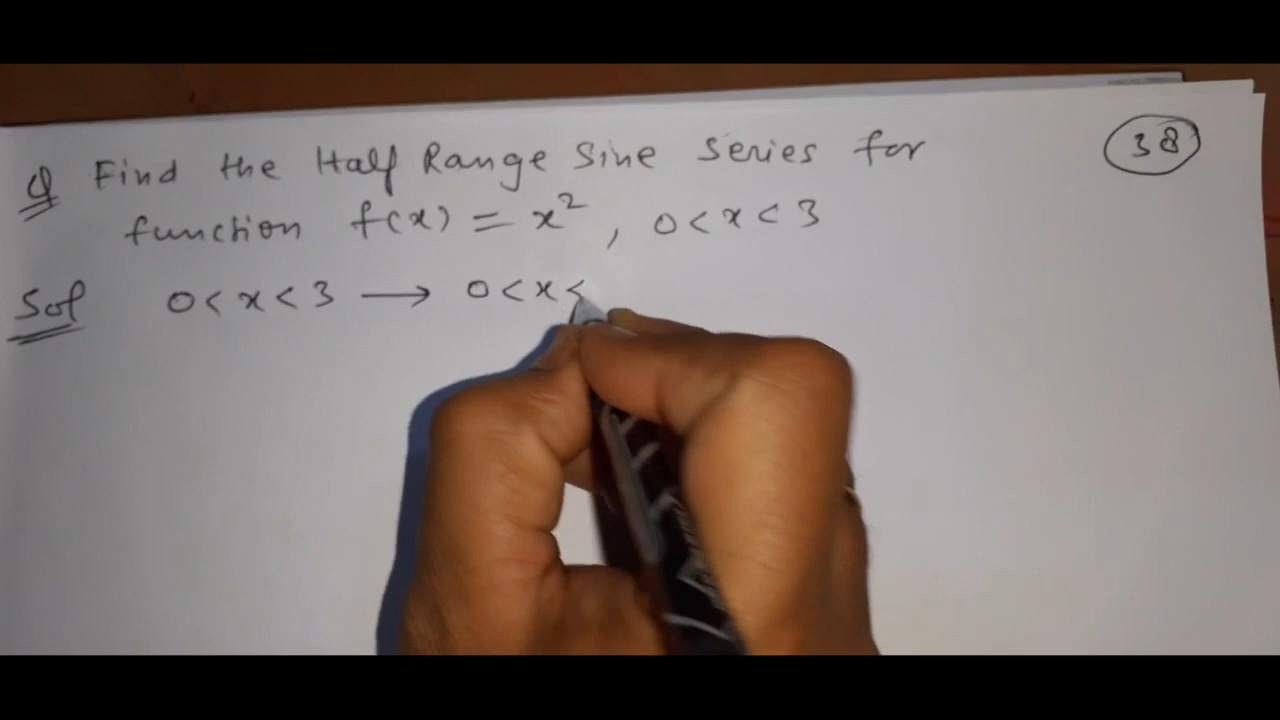 Q Find the Half Range Sine series for
38
function f(x) = x², 0<x<3
Sol 0<x<3 → 0<x<